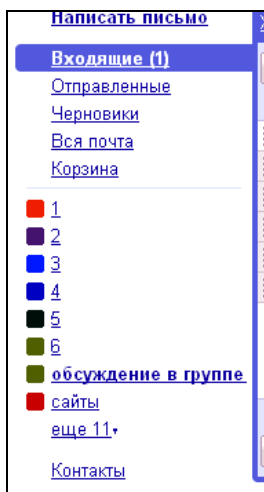 Написать письмо
Входящие (1)
Отправленные
Черновики
Вся почта
Корзина
1
2
3
4
5
6
обсуждение в группе
сайты
еще 11▾
Контакты